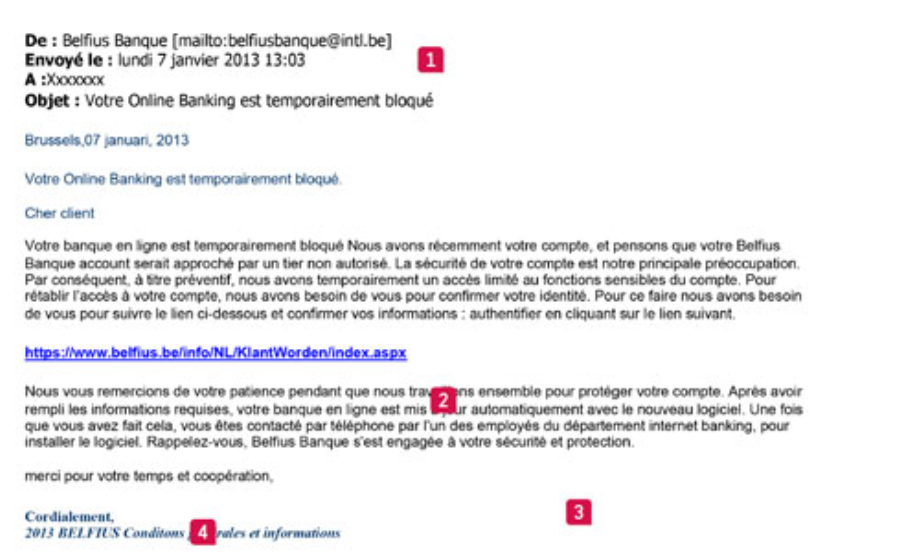 De : Belfius Banque [mailto:belfiusbanque@intl.be]
Envoyé le : lundi 7 janvier 2013 13:03
1
A :Xxxxxxx
Objet : Votre Online Banking est temporairement bloqué
Brussels,07 januari, 2013
Votre Online Banking est temporairement bloqué.
Cher client
Votre banque en ligne est temporairement bloqué Nous avons récemment votre compte, et pensons que votre Belfius
Banque account serait approché par un tier non autorisé. La sécurité de votre compte est notre principale préoccupation.
Par conséquent, à titre préventif, nous avons temporairement un accès limité au fonctions sensibles du compte. Pour
rétablir l'accès à votre compte, nous avons besoin de vous pour confirmer votre identité. Pour ce faire nous avons besoin
de vous pour suivre le lien ci-dessous et confirmer vos informations : authentifier en cliquant sur le lien suivant.
https://www.belfius.be/info/NL/KlantWorden/index.aspx
Nous vous remercions de votre patience pendant que nous ensemble pour protéger votre compte. Après avoir
rempli les informations requises, votre banque en ligne est mis 2 automatiquement avec le nouveau logiciel. Une fois
que vous avez fait cela, vous êtes contacté par téléphone par l'un des employés du département internet banking, pour
installer le logiciel. Rappelez-vous, Belfius Banque s'est engagée à votre sécurité et protection.
merci pour votre temps et coopération,
3
Cordialement,
2013 BELFIUS Conditons 4 et informations